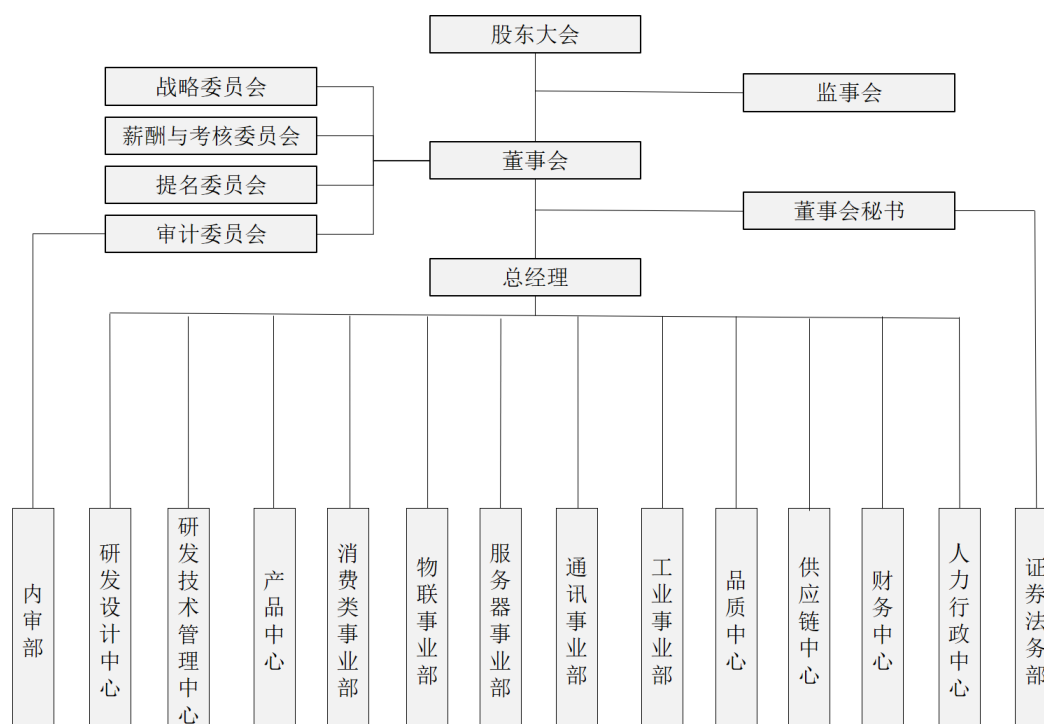 股东大会
战略委员会
监事会
薪酬与考核委员会
董事会
提名委员会
董事会秘书
审计委员会
总经理
内审部
研发设计中心
研发技术管理中心
产品中心
消费类事业部
物联事业部
服务器事业部
通讯事业部
工业事业部
品质中心
供应链中心
财务中心
人力行政中心
证券法务部